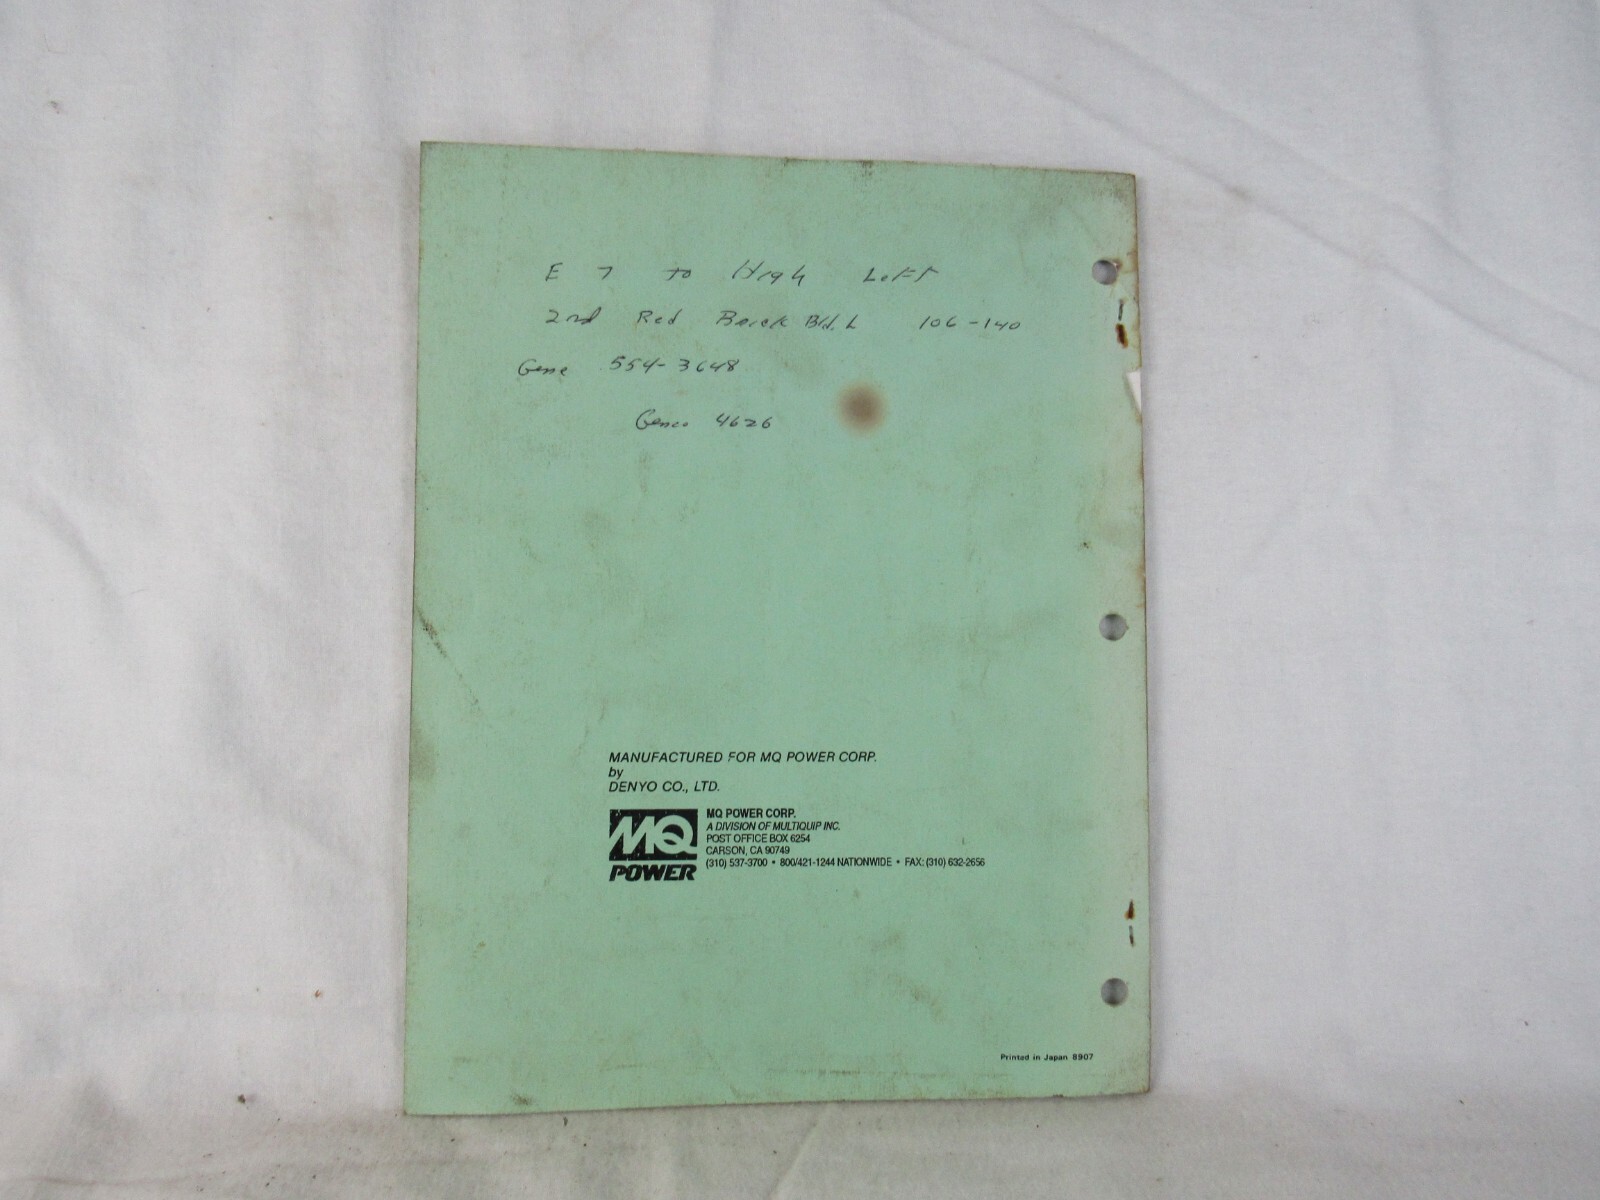 E 7 to High Left
2nd Red Brick Bld. L 106-140
Gene 554-3648
Genco 4626
MANUFACTURED FOR MQ POWER CORP.
by
DENYO CO., LTD.
MQ POWER
MQ POWER CORP.
A DIVISION OF MULTIQUIP INC.
POST OFFICE BOX 6254
CARSON, CA 90749
(310) 537-3700 • 800/421-1244 NATIONWIDE • FAX: (310) 632-2656
Printed in Japan 8907